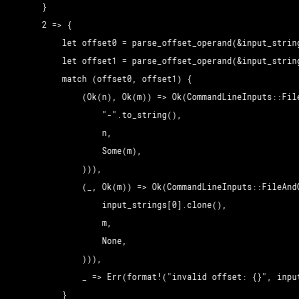 }
2 => {
let offset0 = parse_offset_operand(&input_string
let offset1 = parse_offset_operand(&input_string
match (offset0, offset1) {
(Ok(n), Ok(m)) => Ok(CommandLineInputs::File
"-".to_string(),
n,
Some(m),
))),
(_, Ok(m)) => Ok(CommandLineInputs::FileAndO
input_strings[0].clone(),
m,
None,
))),
_ => Err(format!("invalid offset: {}", input
}